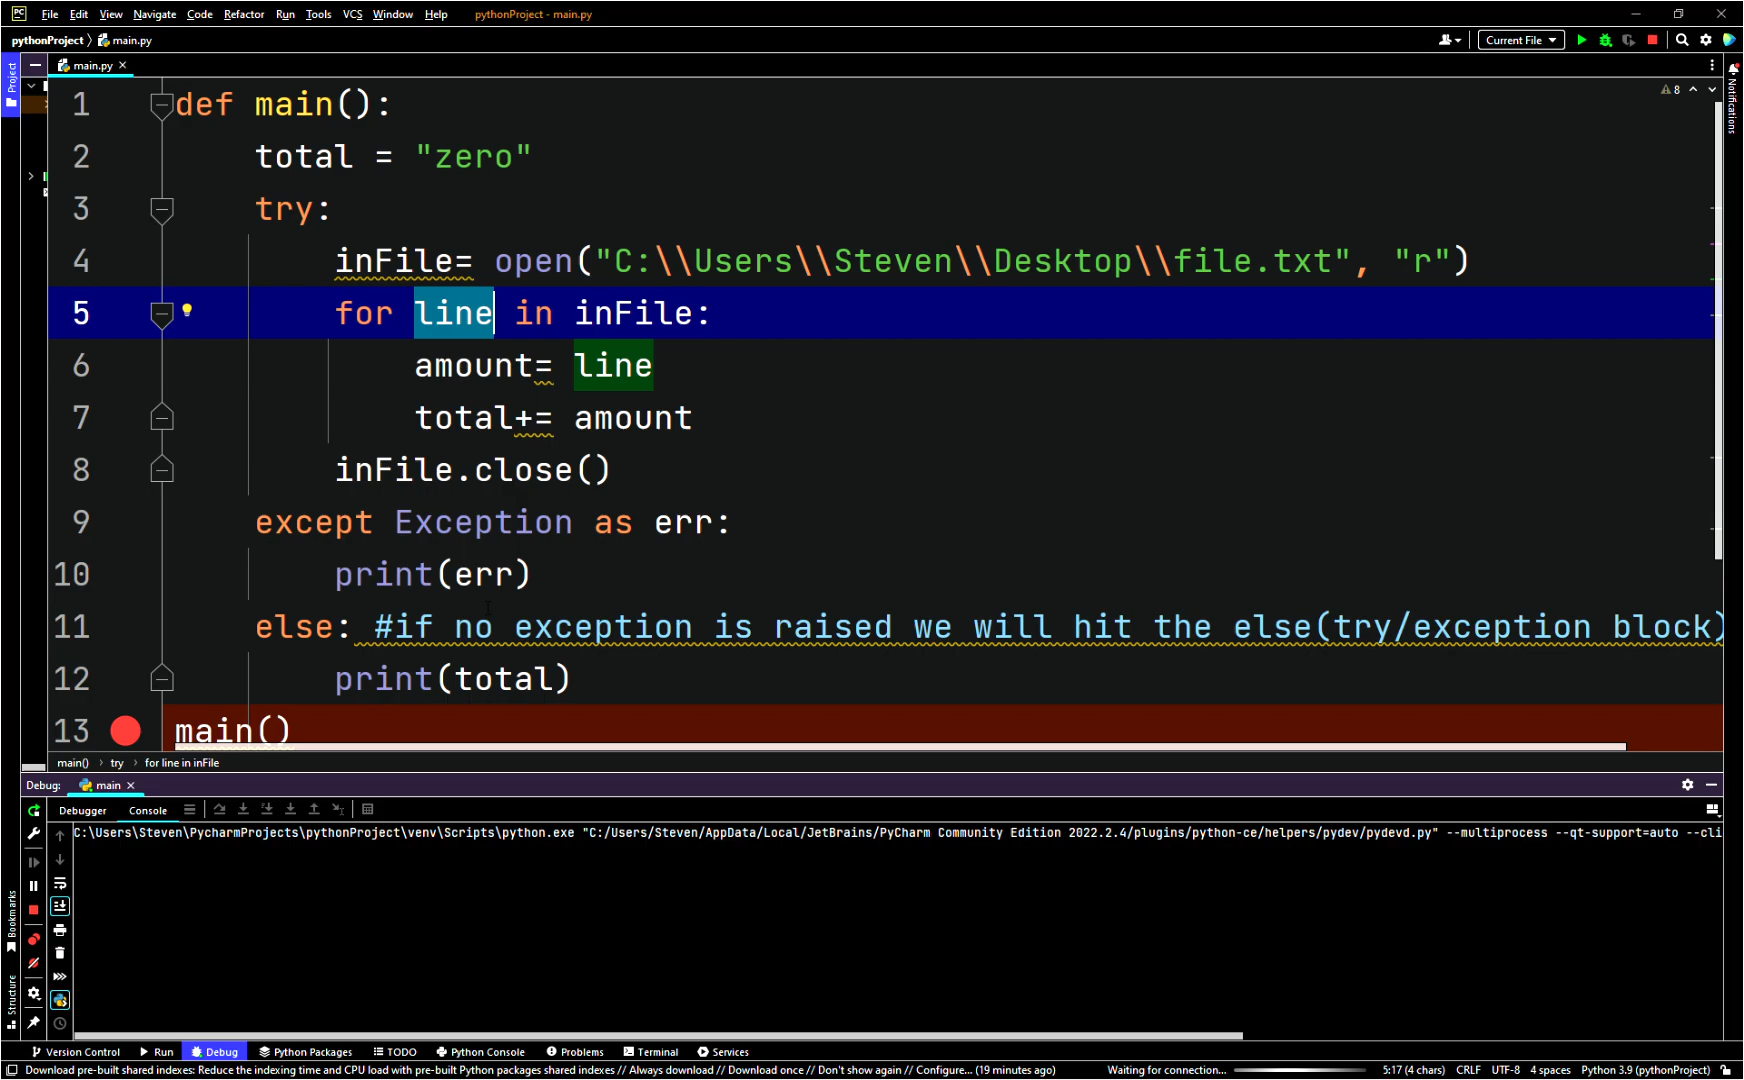 PC File Edit View Navigate Code Refactor Run Tools VCS Window Help pythonProject - main.py
pythonProject main.py Current File
Project main.py
8
Notifications
1 def main():
2 total = "zero"
3 try:
4 inFile= open("C:\\Users\\Steven\\Desktop\\file.txt", "r")
5 for line in inFile:
6 amount= line
7 total+= amount
8 inFile.close()
9 except Exception as err:
10 print(err)
11 else: #if no exception is raised we will hit the else(try/exception block)
12 print(total)
13 main()
main() try for line in inFile
Debug: main
Debugger Console
C:\Users\Steven\PycharmProjects\pythonProject\venv\Scripts\python.exe "C:/Users/Steven/AppData/Local/JetBrains/PyCharm Community Edition 2022.2.4/plugins/python-ce/helpers/pydev/pydevd.py" --multiprocess --qt-support=auto --cli
Bookmarks
Structure
Version Control Run Debug Python Packages TODO Python Console Problems Terminal Services
Download pre-built shared indexes: Reduce the indexing time and CPU load with pre-built Python packages shared indexes // Always download // Download once // Don't show again // Configure... (19 minutes ago) Waiting for connection... 5:17 (4 chars) CRLF UTF-8 4 spaces Python 3.9 (pythonProject)